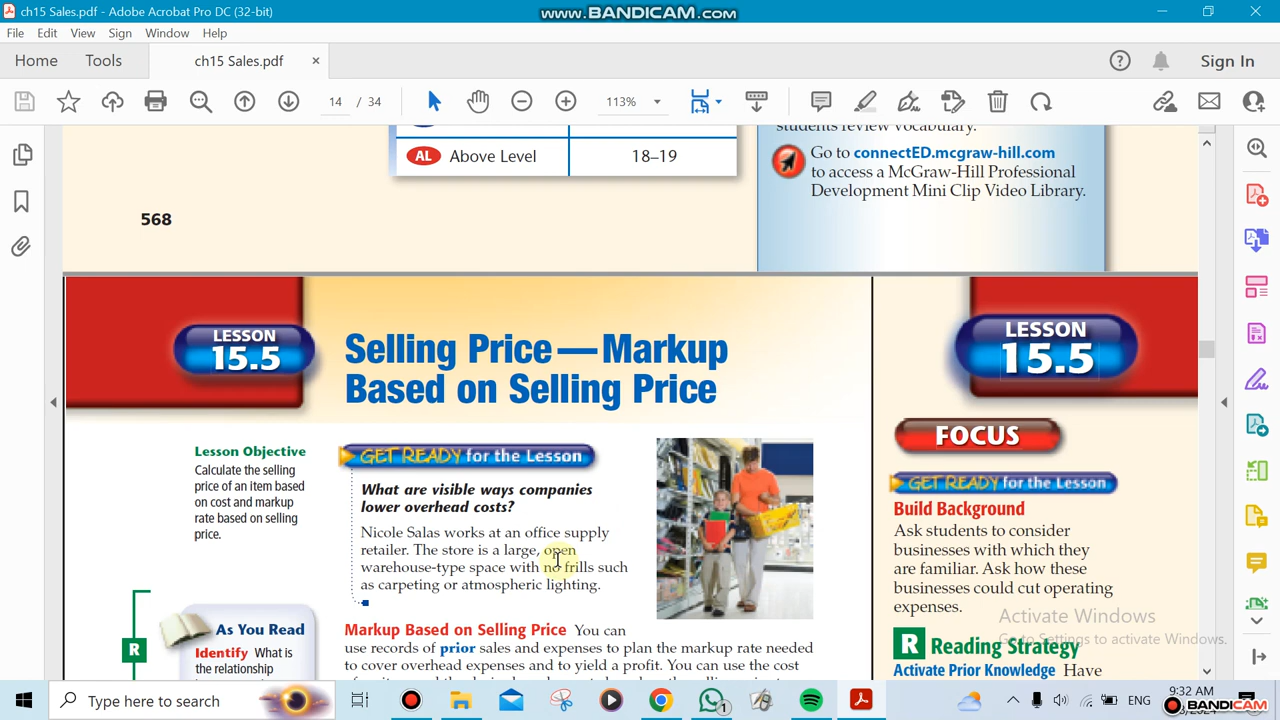 ch15 Sales.pdf - Adobe Acrobat Pro DC (32-bit)
www.BANDICAM.com
File Edit View Sign Window Help
Home Tools ch15 Sales.pdf × Sign In
14 / 34 113%
students review vocabulary.
AL Above Level 18–19
Go to connectED.mcgraw-hill.com
to access a McGraw-Hill Professional
Development Mini Clip Video Library.
568
LESSON
15.5
Selling Price—Markup
Based on Selling Price
Lesson Objective
Calculate the selling
price of an item based
on cost and markup
rate based on selling
price.
GET READY for the Lesson
What are visible ways companies
lower overhead costs?
Nicole Salas works at an office supply
retailer. The store is a large, open
warehouse-type space with no frills such
as carpeting or atmospheric lighting.
R
As You Read
Identify What is
the relationship
Markup Based on Selling Price You can
use records of prior sales and expenses to plan the markup rate needed
to cover overhead expenses and to yield a profit. You can use the cost
LESSON
15.5
FOCUS
GET READY for the Lesson
Build Background
Ask students to consider
businesses with which they
are familiar. Ask how these
businesses could cut operating
expenses.
R Reading Strategy
Activate Prior Knowledge Have
Activate Windows
Go to Settings to activate Windows.
Type here to search
1
ENG
9:32 AM
BANDICAM